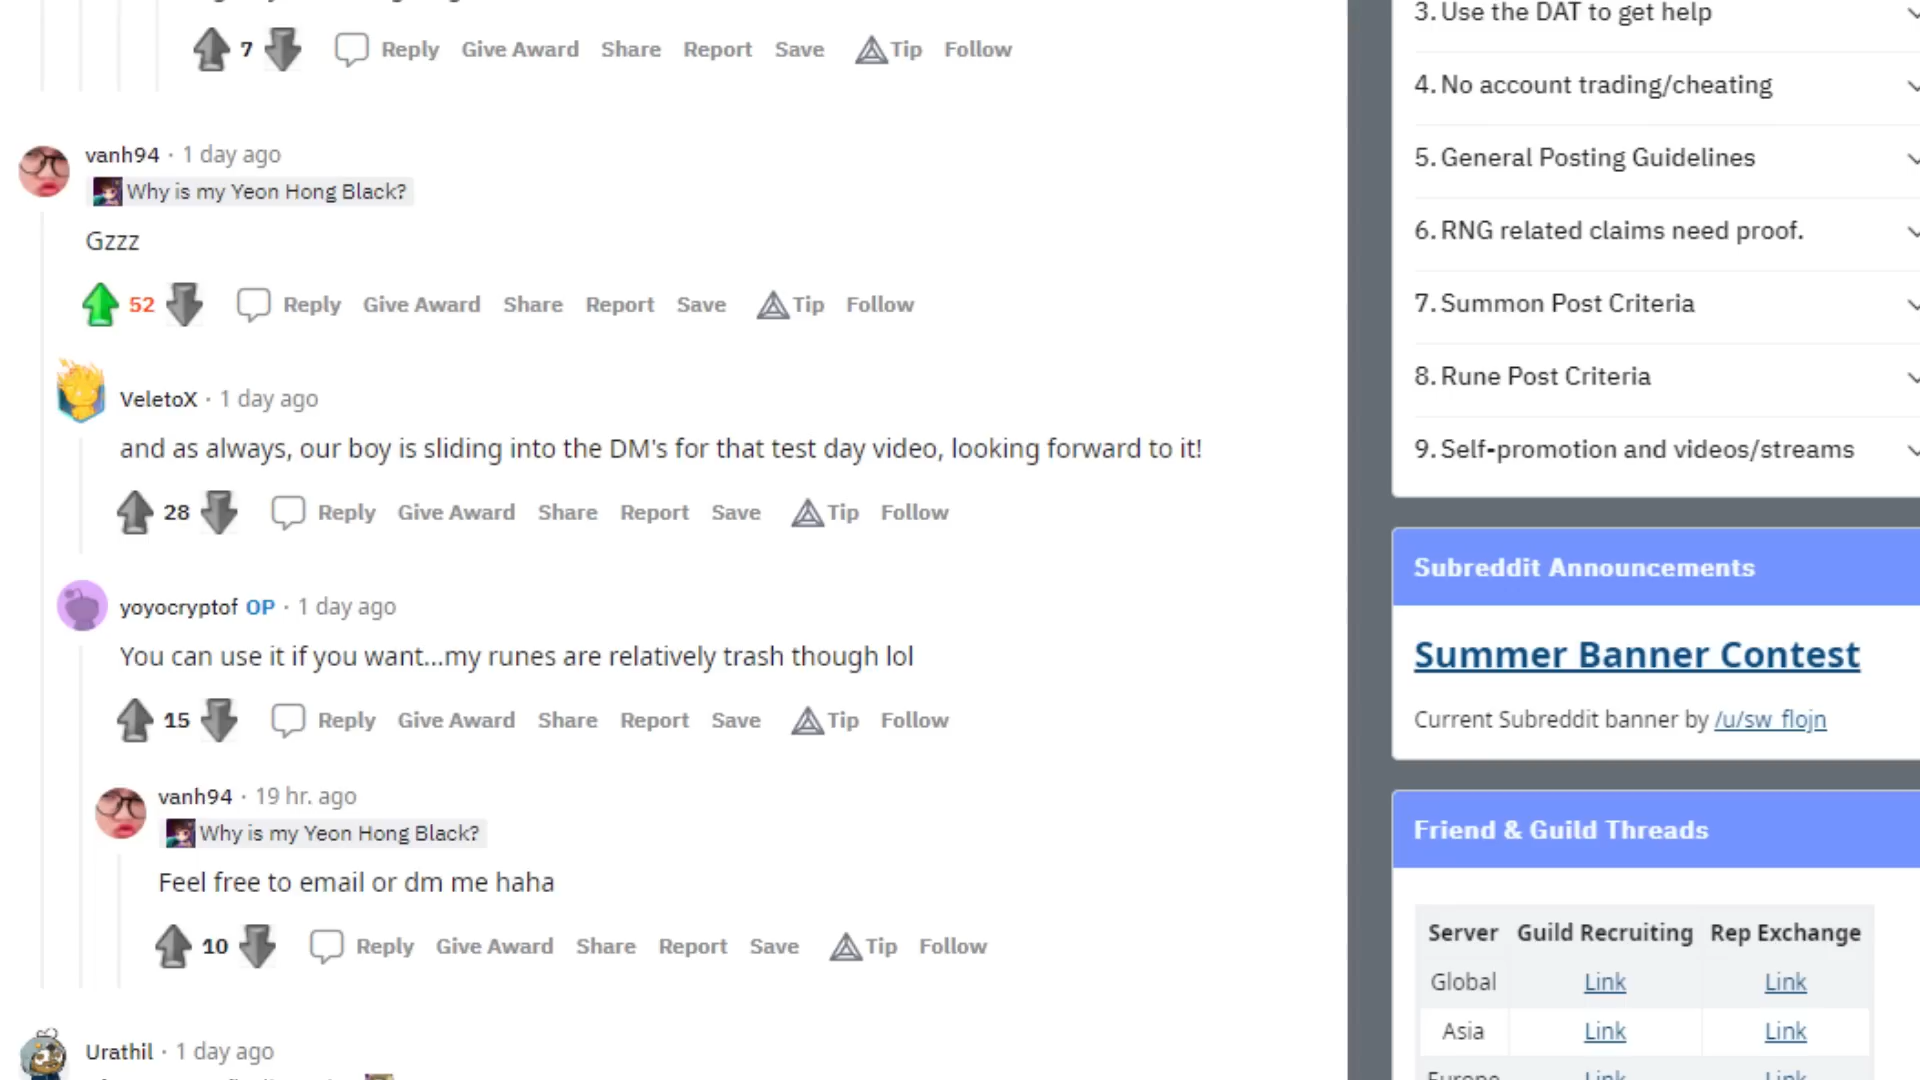 7 Reply Give Award Share Report Save Tip Follow
vanh94 · 1 day ago
Why is my Yeon Hong Black?
Gzzz
52 Reply Give Award Share Report Save Tip Follow
VeletoX · 1 day ago
and as always, our boy is sliding into the DM's for that test day video, looking forward to it!
28 Reply Give Award Share Report Save Tip Follow
yoyocryptof OP · 1 day ago
You can use it if you want...my runes are relatively trash though lol
15 Reply Give Award Share Report Save Tip Follow
vanh94 · 19 hr. ago
Why is my Yeon Hong Black?
Feel free to email or dm me haha
10 Reply Give Award Share Report Save Tip Follow
Urathil · 1 day ago
3. Use the DAT to get help
4. No account trading/cheating
5. General Posting Guidelines
6. RNG related claims need proof.
7. Summon Post Criteria
8. Rune Post Criteria
9. Self-promotion and videos/streams
Subreddit Announcements
Summer Banner Contest
Current Subreddit banner by /u/sw_flojn
Friend & Guild Threads
Server Guild Recruiting Rep Exchange
Global Link Link
Asia Link Link
Europe Link Link